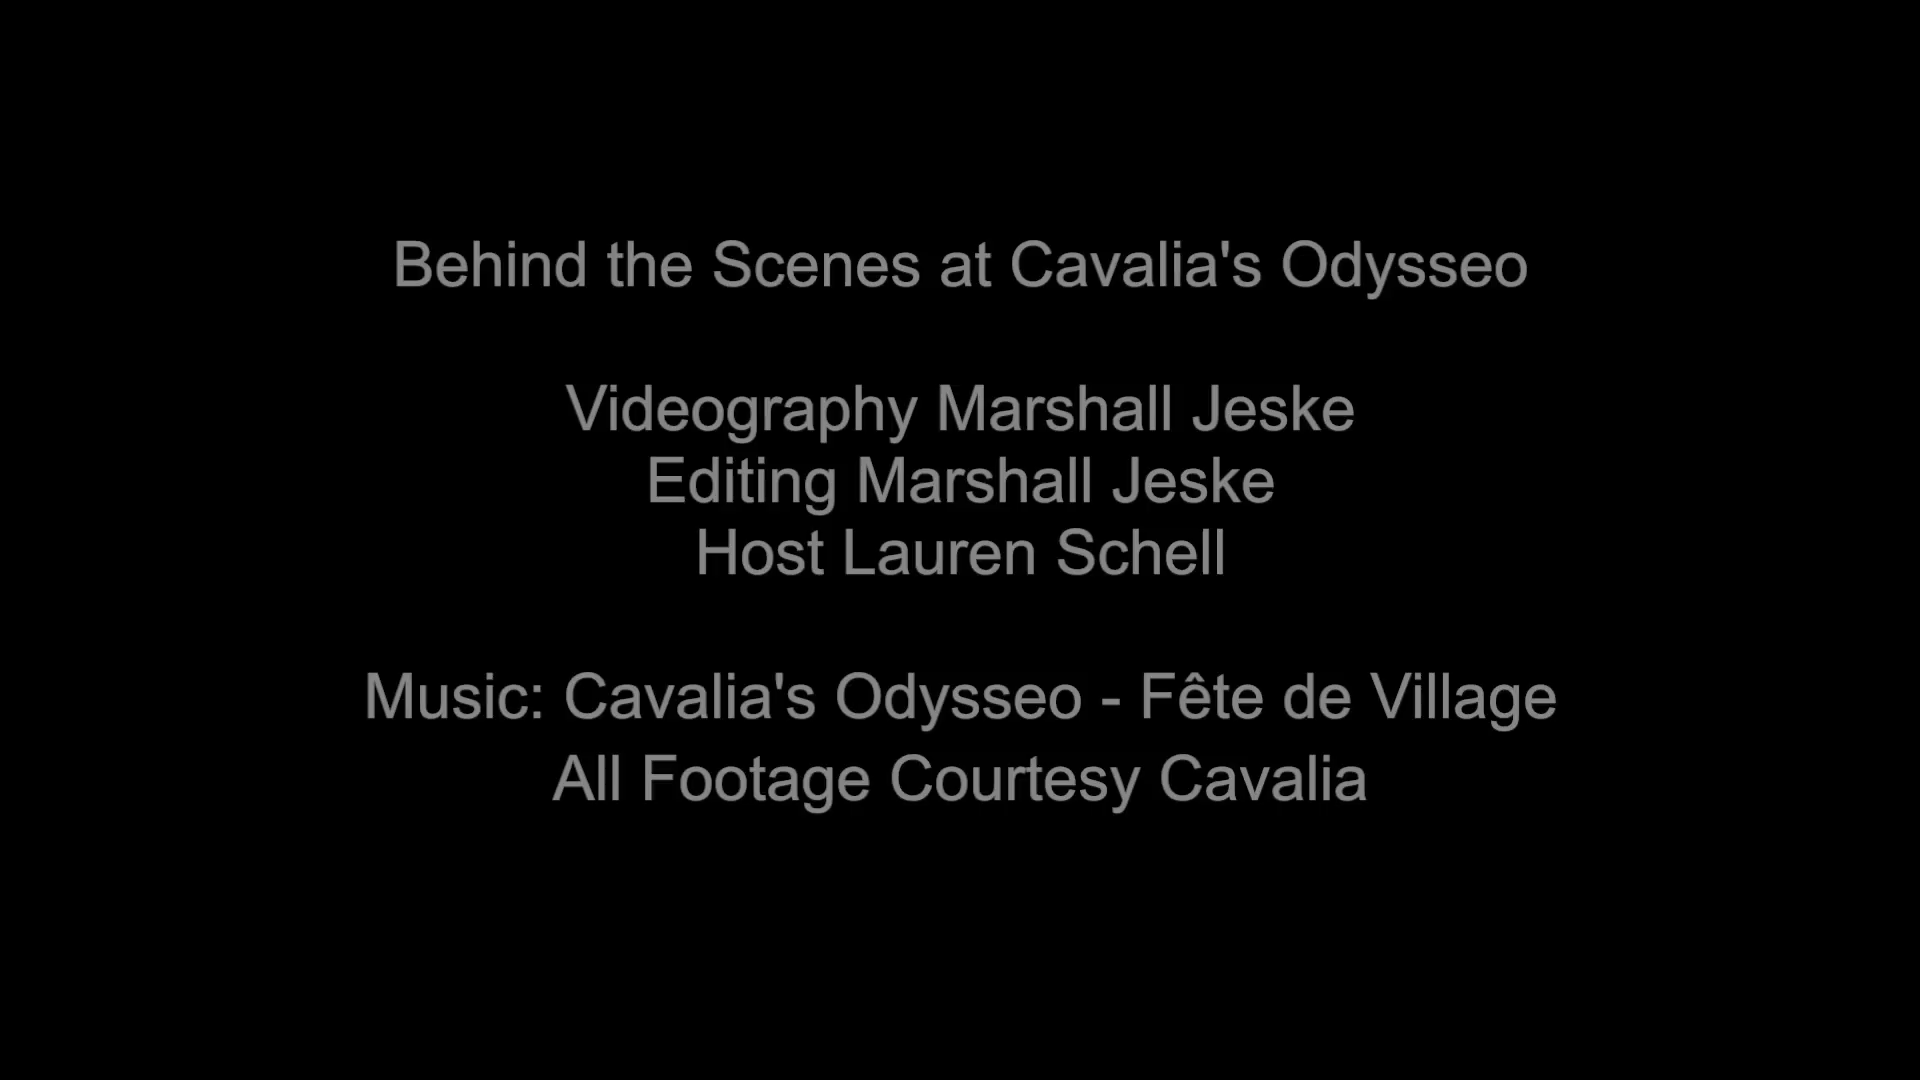 Behind the Scenes at Cavalia's Odysseo
Videography Marshall Jeske
Editing Marshall Jeske
Host Lauren Schell
Music: Cavalia's Odysseo - Fête de Village
All Footage Courtesy Cavalia